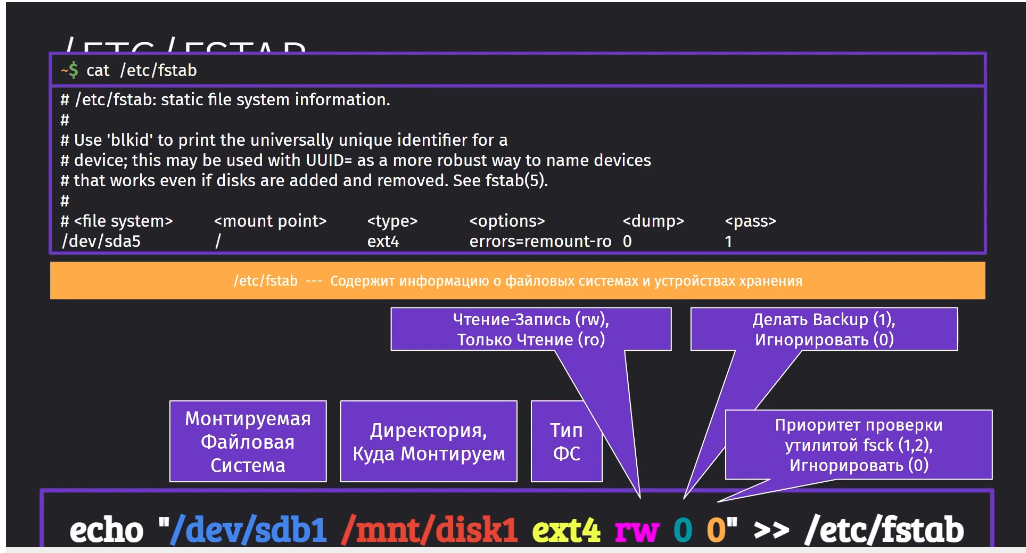 /ETC/FSTAB
~$ cat /etc/fstab
# /etc/fstab: static file system information.
#
# Use 'blkid' to print the universally unique identifier for a
# device; this may be used with UUID= as a more robust way to name devices
# that works even if disks are added and removed. See fstab(5).
#
# <file system> <mount point> <type> <options> <dump> <pass>
/dev/sda5 / ext4 errors=remount-ro 0 1
/etc/fstab --- Содержит информацию о файловых системах и устройствах хранения
Чтение-Запись (rw),
Только Чтение (ro)
Делать Backup (1),
Игнорировать (0)
Монтируемая
Файловая
Система
Директория,
Куда Монтируем
Тип
ФС
Приоритет проверки
утилитой fsck (1,2),
Игнорировать (0)
echo "/dev/sdb1 /mnt/disk1 ext4 rw 0 0" >> /etc/fstab